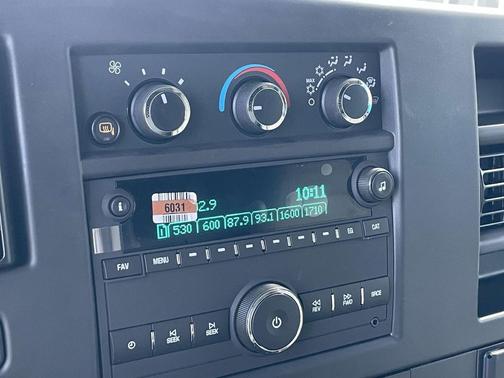 MAX
6031
2.9
10:11
1 530 600 87.9 93.1 1600 1710
i
FAV
MENU
EQ
CAT
SEEK
SEEK
REV
FWD
SRCE